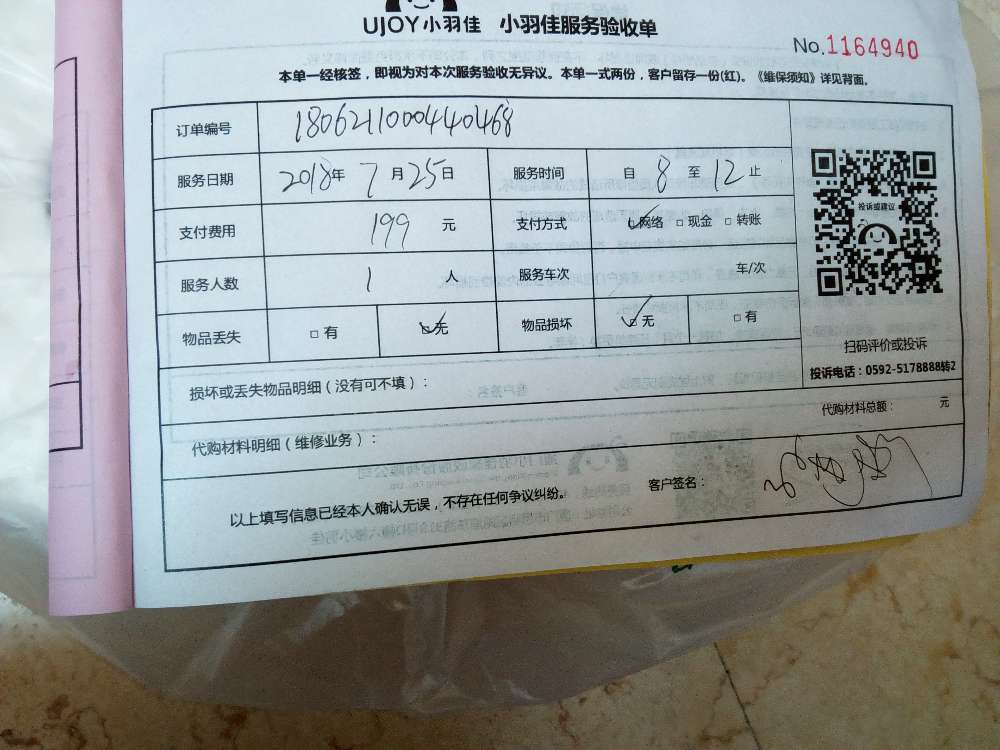 UJOY小羽佳 小羽佳服务验收单
No.1164940
本单一经核签，即视为对本次服务验收无异议。本单一式两份，客户留存一份(红)。《维保须知》详见背面。
订单编号 1806211000440468
服务日期 2018年 7月25日 服务时间 自 8 至 12 止
支付费用 199 元 支付方式 ☑网络 □现金 □转账
服务人数 1 人 服务车次 车/次
物品丢失 □有 ☑无 物品损坏 ☑无 □有
投诉或建议
扫码评价或投诉
投诉电话：0592-5178888转2
损坏或丢失物品明细（没有可不填）：
代购材料明细（维修业务）： 代购材料总额： 元
以上填写信息已经本人确认无误，不存在任何争议纠纷。 客户签名：